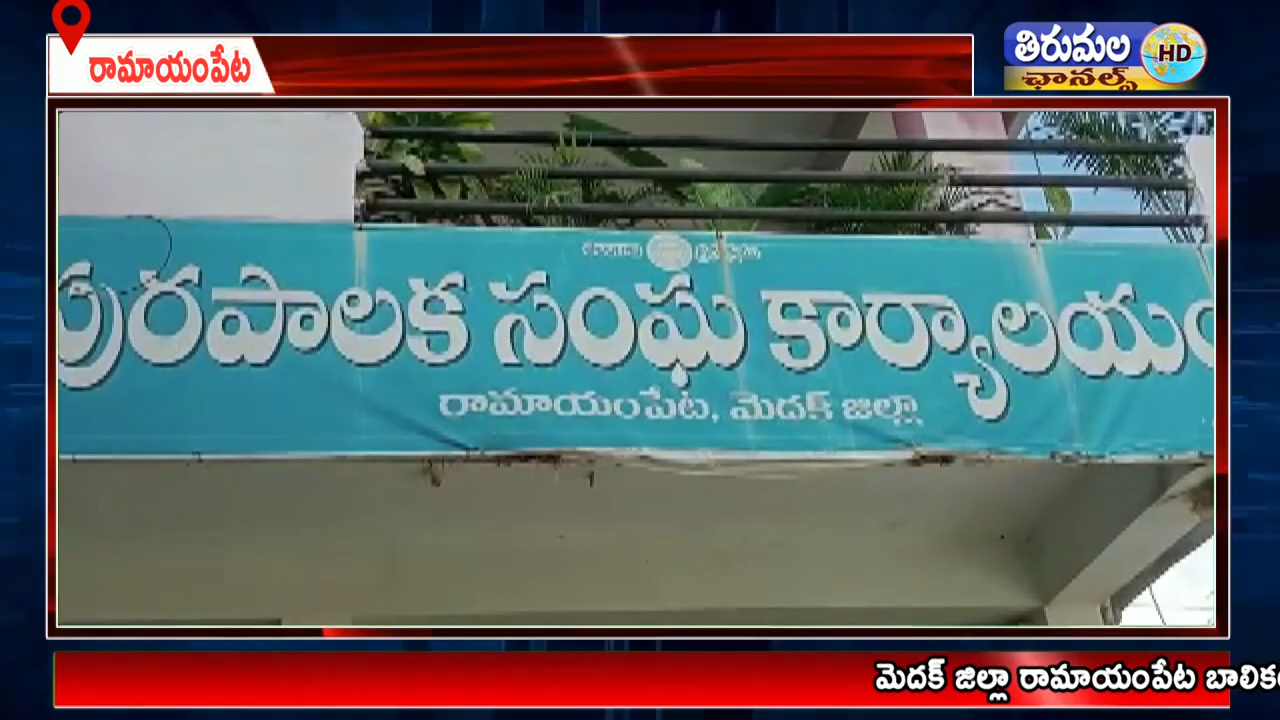 రామాయంపేట
తిరుమల
HD
ఛానల్స్
పురపాలక సంఘ కార్యాలయం
రామాయంపేట, మెదక్ జిల్లా
మెదక్ జిల్లా రామాయంపేట